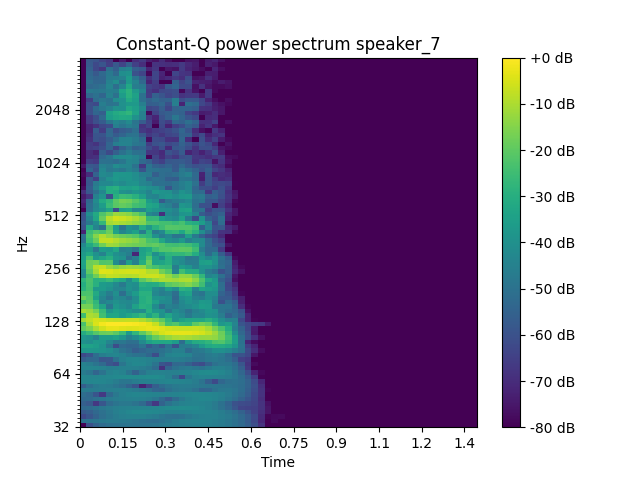 Constant-Q power spectrum speaker_7
Hz
2048
1024
512
256
128
64
32
0 0.15 0.3 0.45 0.6 0.75 0.9 1.1 1.2 1.4
Time
+0 dB
-10 dB
-20 dB
-30 dB
-40 dB
-50 dB
-60 dB
-70 dB
-80 dB